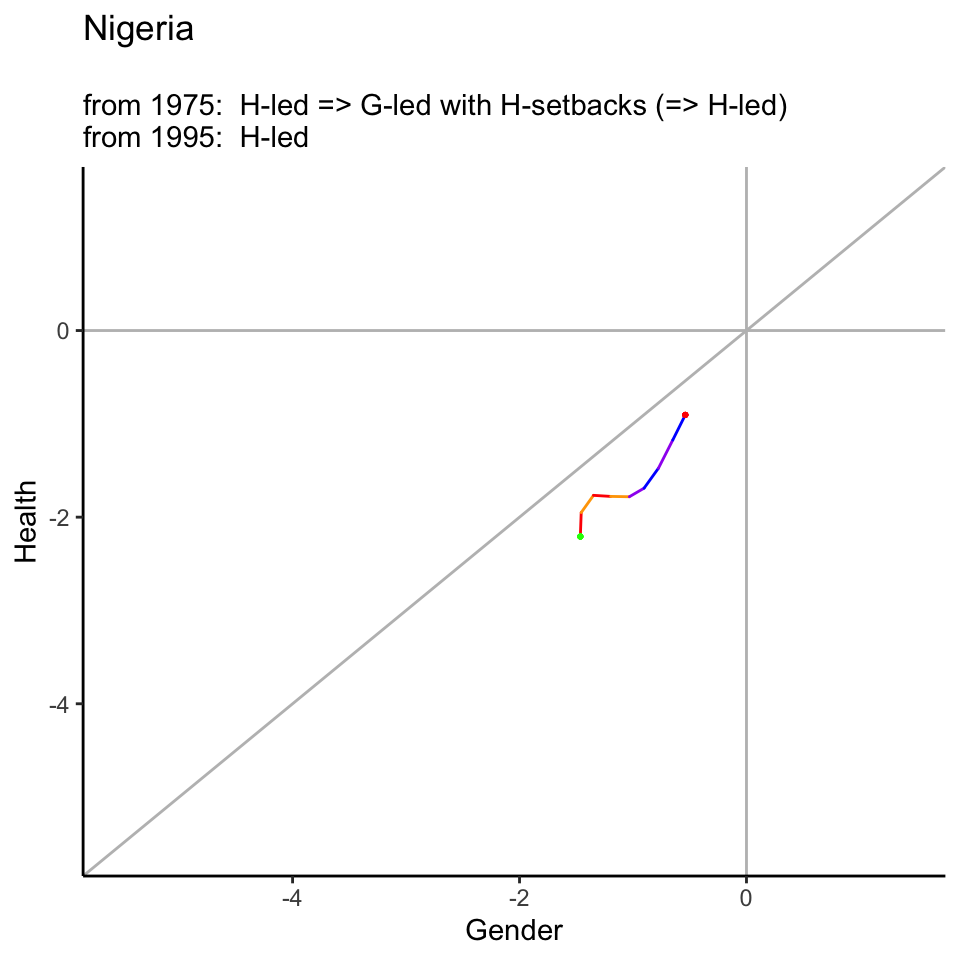 Nigeria
from 1975:  H-led => G-led with H-setbacks (=> H-led)
from 1995:  H-led
0
-2
-4
Health
-4
-2
0
Gender